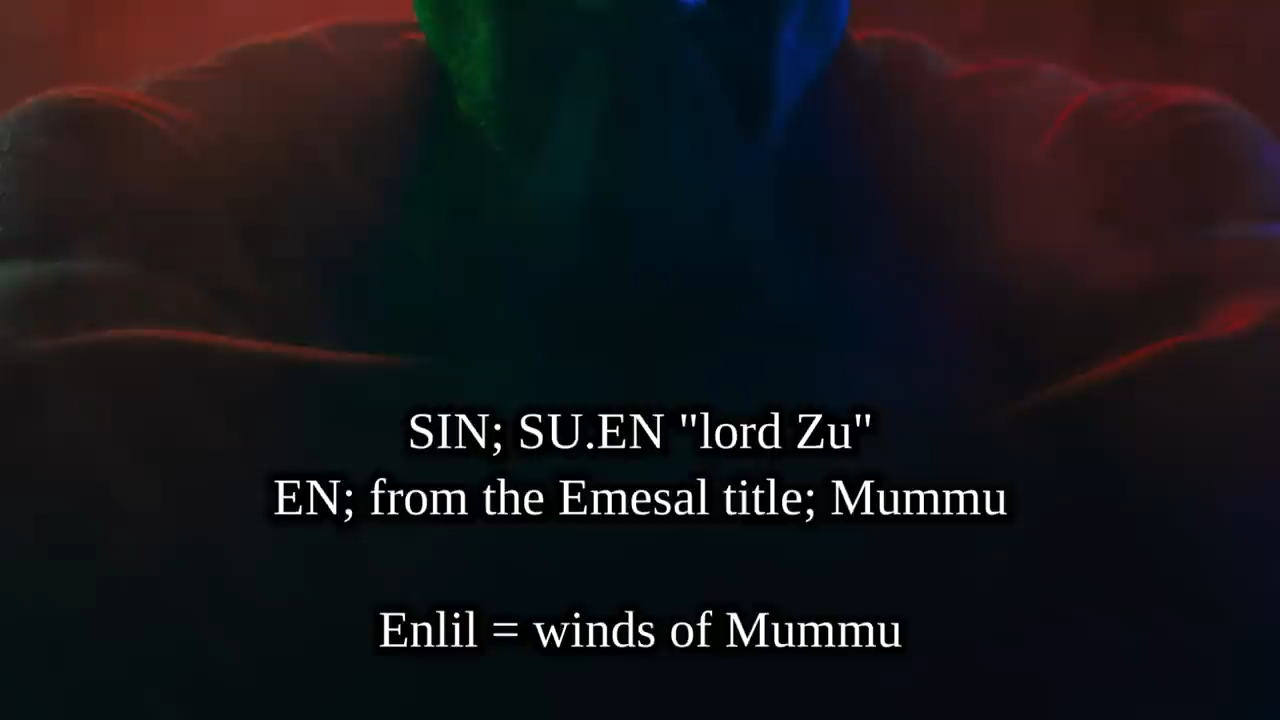 SIN; SU.EN "lord Zu"
EN; from the Emesal title; Mummu
Enlil = winds of Mummu